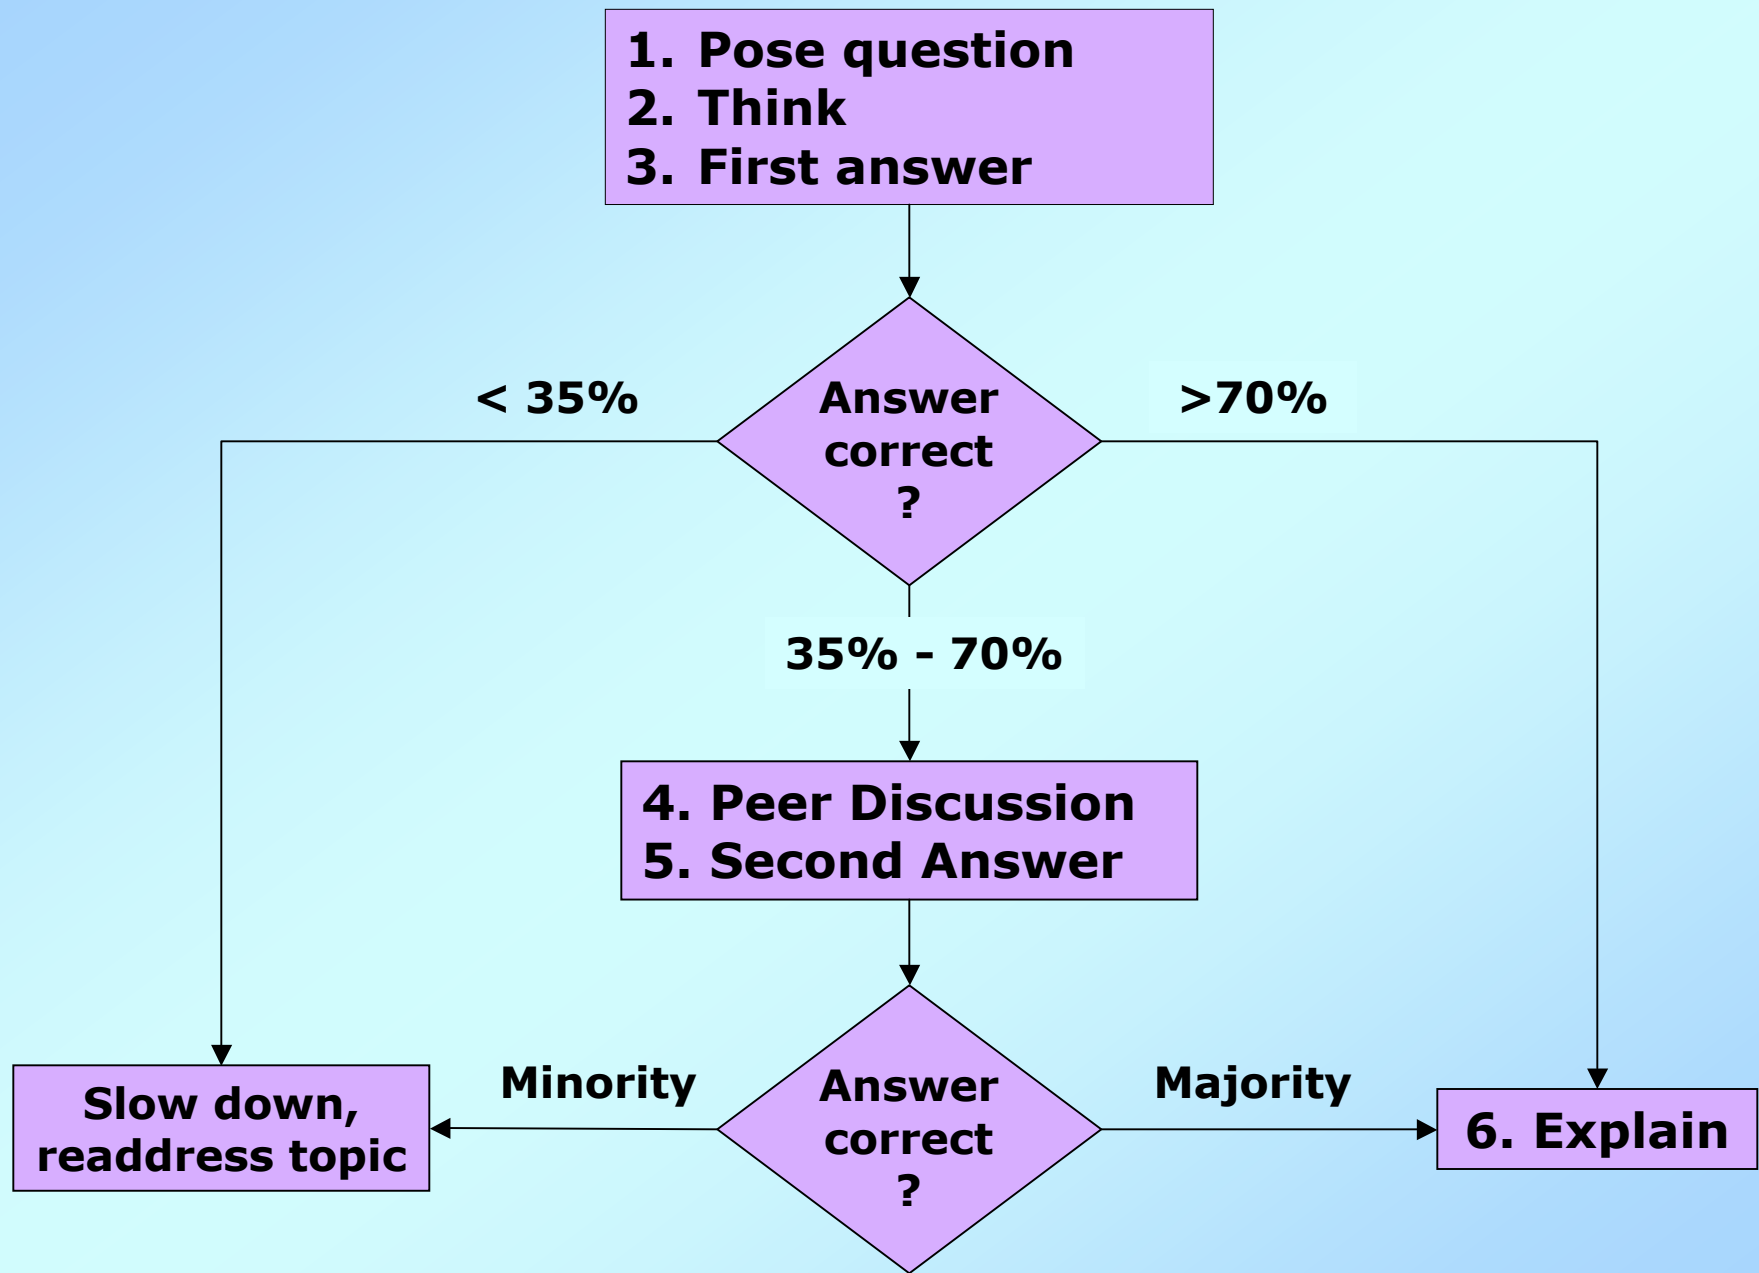 1. Pose question
2. Think
3. First answer
< 35%
Answer
correct
?
>70%
35% - 70%
4. Peer Discussion
5. Second Answer
Slow down,
readdress topic
Minority
Answer
correct
?
Majority
6. Explain